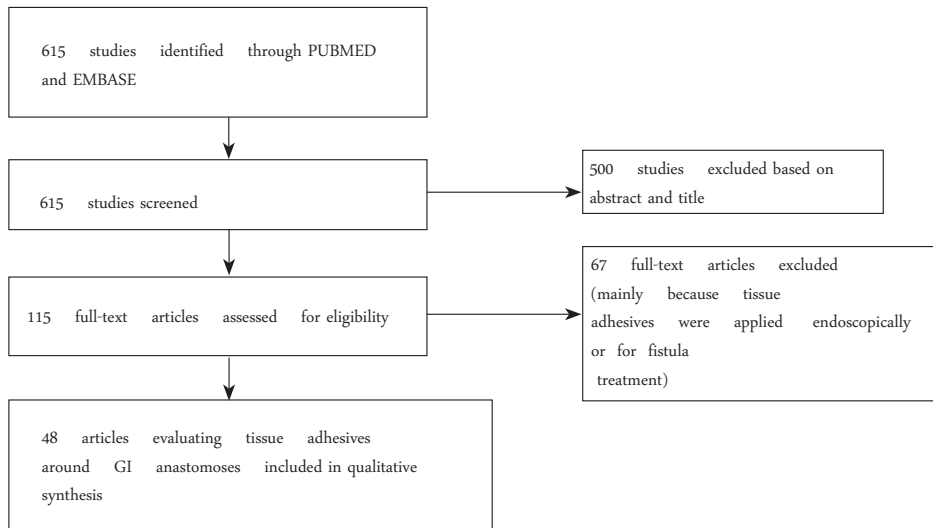 615 studies identified through PUBMED
and EMBASE
615 studies screened
500 studies excluded based on
abstract and title
115 full-text articles assessed for eligibility
67 full-text articles excluded
(mainly because tissue
adhesives were applied endoscopically
or for fistula
treatment)
48 articles evaluating tissue adhesives
around GI anastomoses included in qualitative
synthesis